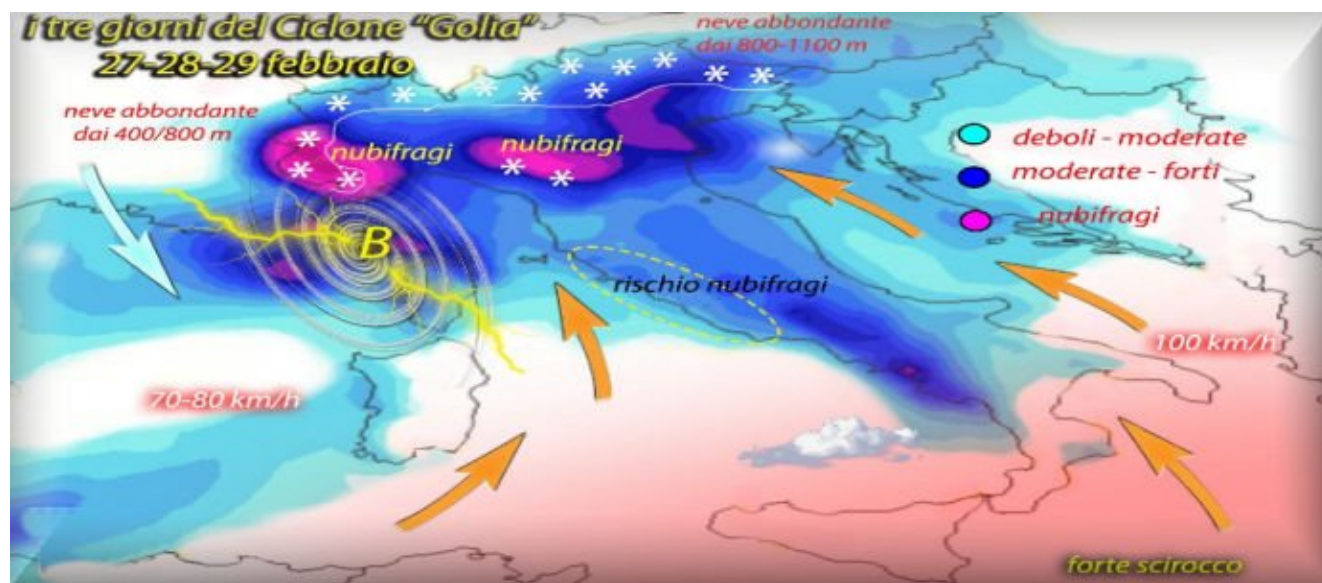 i tre giorni del Ciclone "Golia"
27-28-29 febbraio
neve abbondante
dai 800-1100 m
neve abbondante
dai 400/800 m
nubifragi
nubifragi
deboli - moderate
moderate - forti
nubifragi
B
rischio nubifragi
100 km/h
70-80 km/h
forte scirocco